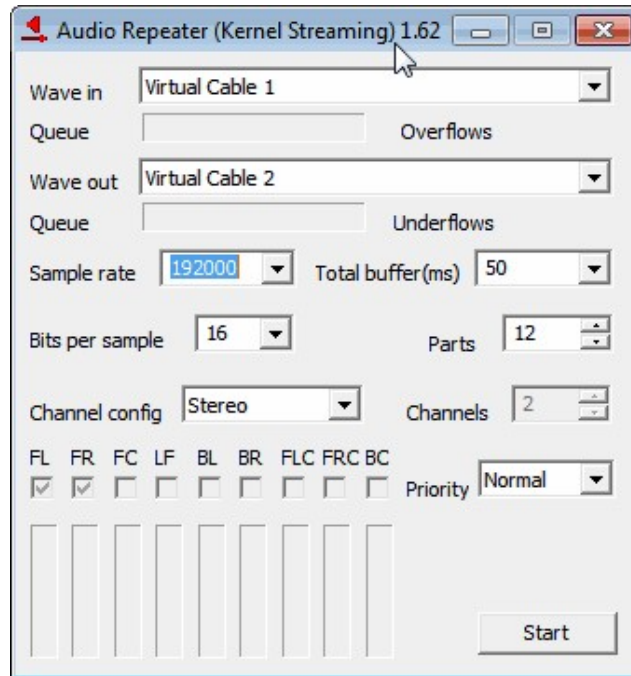 Audio Repeater (Kernel Streaming) 1.62
Wave in Virtual Cable 1
Queue Overflows
Wave out Virtual Cable 2
Queue Underflows
Sample rate 192000 Total buffer(ms) 50
Bits per sample 16 Parts 12
Channel config Stereo Channels 2
FL FR FC LF BL BR FLC FRC BC
Priority Normal
Start